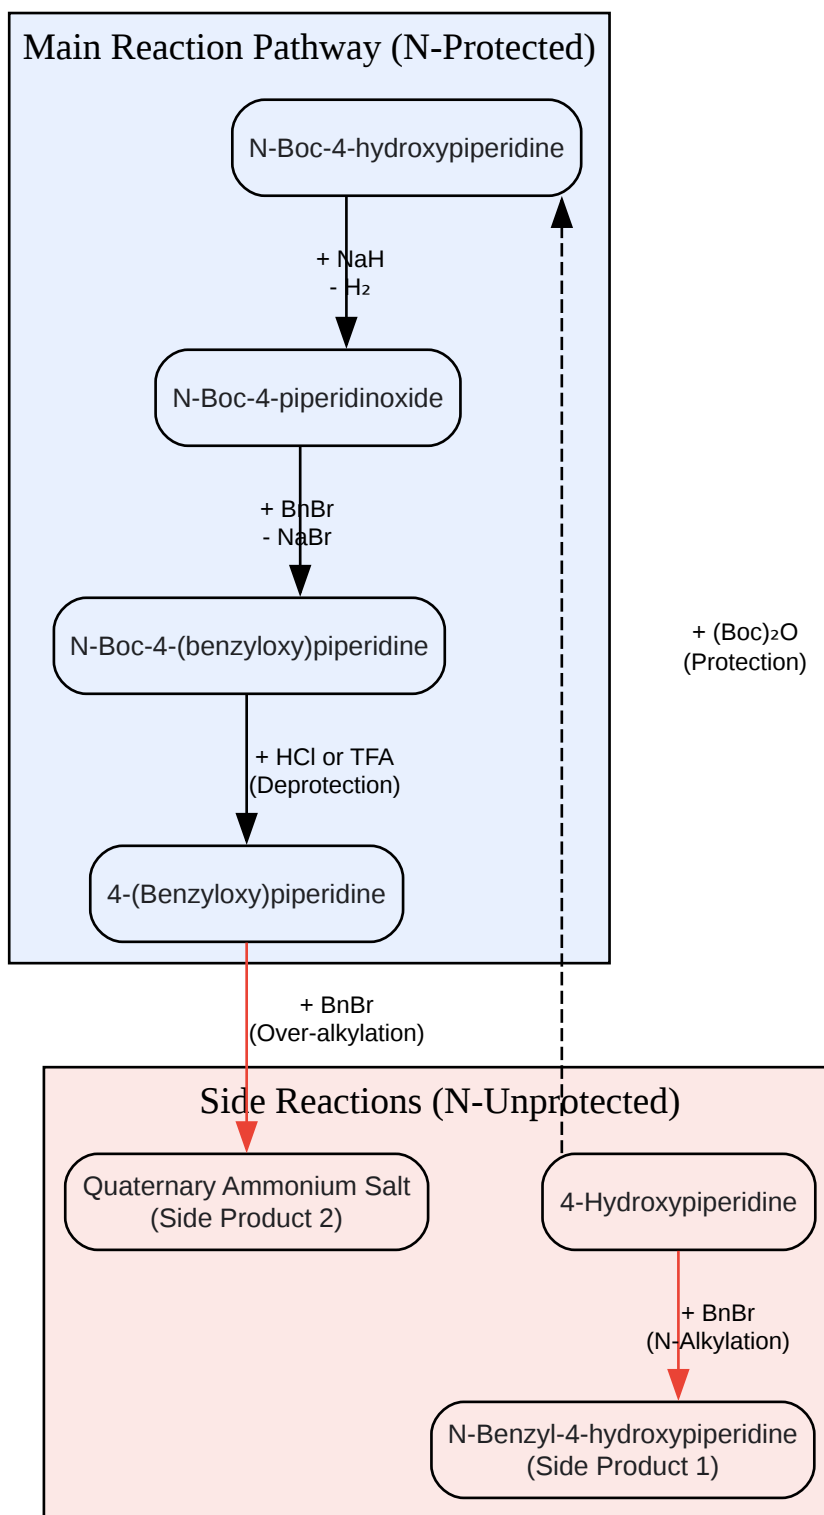 Main Reaction Pathway (N-Protected)
N-Boc-4-hydroxypiperidine
+ NaH
- H₂
N-Boc-4-piperidinoxide
+ BnBr
- NaBr
+ (Boc)₂O
(Protection)
N-Boc-4-(benzyloxy)piperidine
+ HCl or TFA
(Deprotection)
4-(Benzyloxy)piperidine
+ BnBr
(Over-alkylation)
Side Reactions (N-Unprotected)
Quaternary Ammonium Salt
(Side Product 2)
4-Hydroxypiperidine
+ BnBr
(N-Alkylation)
N-Benzyl-4-hydroxypiperidine
(Side Product 1)